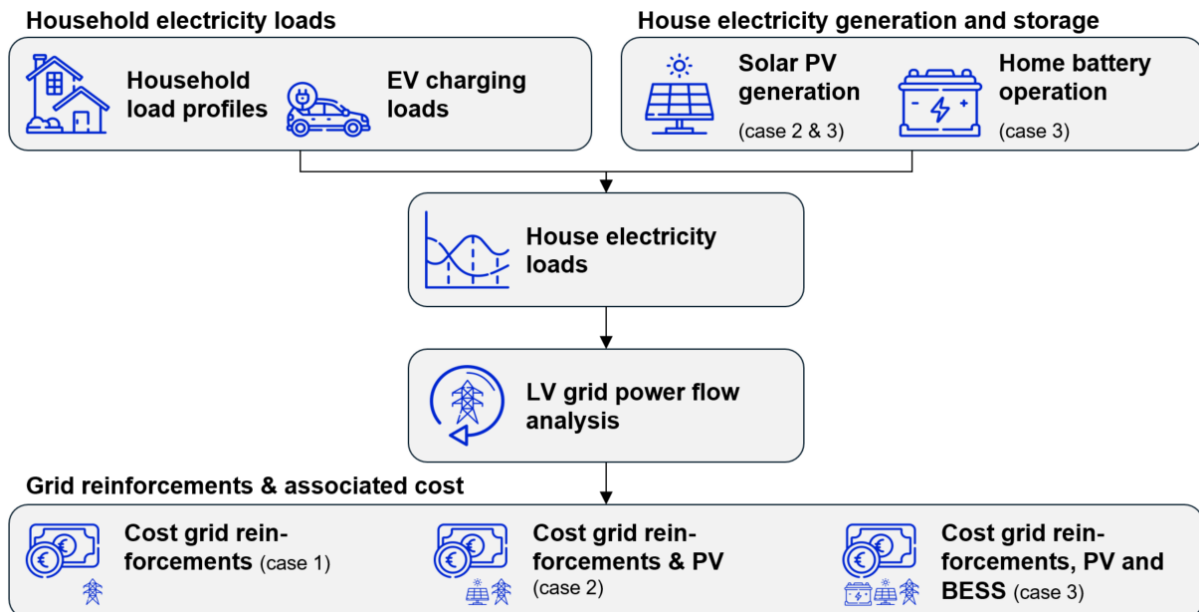 Household electricity loads
House electricity generation and storage
Household
load profiles
EV charging
loads
Solar PV
generation
(case 2 & 3)
Home battery
operation
(case 3)
House electricity
loads
LV grid power flow
analysis
Grid reinforcements & associated cost
Cost grid rein-
forcements (case 1)
Cost grid rein-
forcements & PV
(case 2)
Cost grid rein-
forcements, PV and
BESS (case 3)